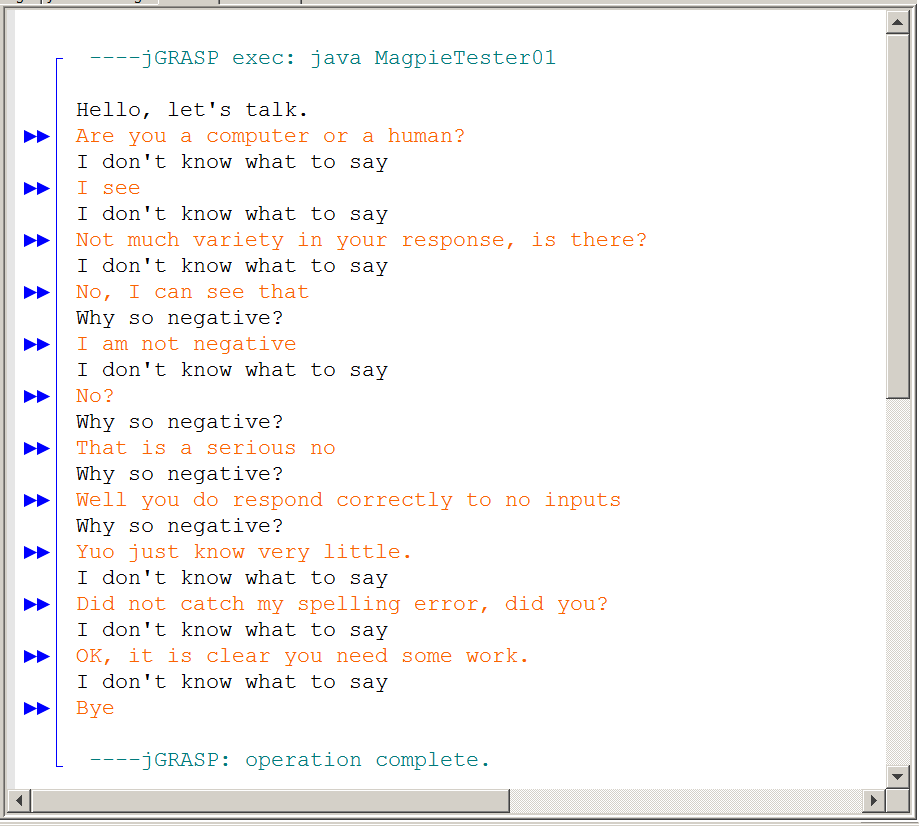 ----jGRASP exec: java MagpieTester01
Hello, let's talk.
Are you a computer or a human?
I don't know what to say
I see
I don't know what to say
Not much variety in your response, is there?
I don't know what to say
No, I can see that
Why so negative?
I am not negative
I don't know what to say
No?
Why so negative?
That is a serious no
Why so negative?
Well you do respond correctly to no inputs
Why so negative?
Yuo just know very little.
I don't know what to say
Did not catch my spelling error, did you?
I don't know what to say
OK, it is clear you need some work.
I don't know what to say
Bye
----jGRASP: operation complete.